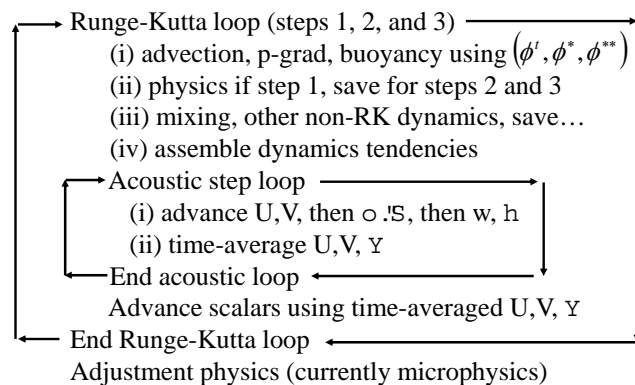 Runge-Kutta loop (steps 1, 2, and 3)
(i) advection, p-grad, buoyancy using (ϕᵗ, ϕ*, ϕ**)
(ii) physics if step 1, save for steps 2 and 3
(iii) mixing, other non-RK dynamics, save…
(iv) assemble dynamics tendencies
Acoustic step loop
(i) advance U,V, then o .'S, then w, h
(ii) time-average U,V, Y
End acoustic loop
Advance scalars using time-averaged U,V, Y
End Runge-Kutta loop
Adjustment physics (currently microphysics)